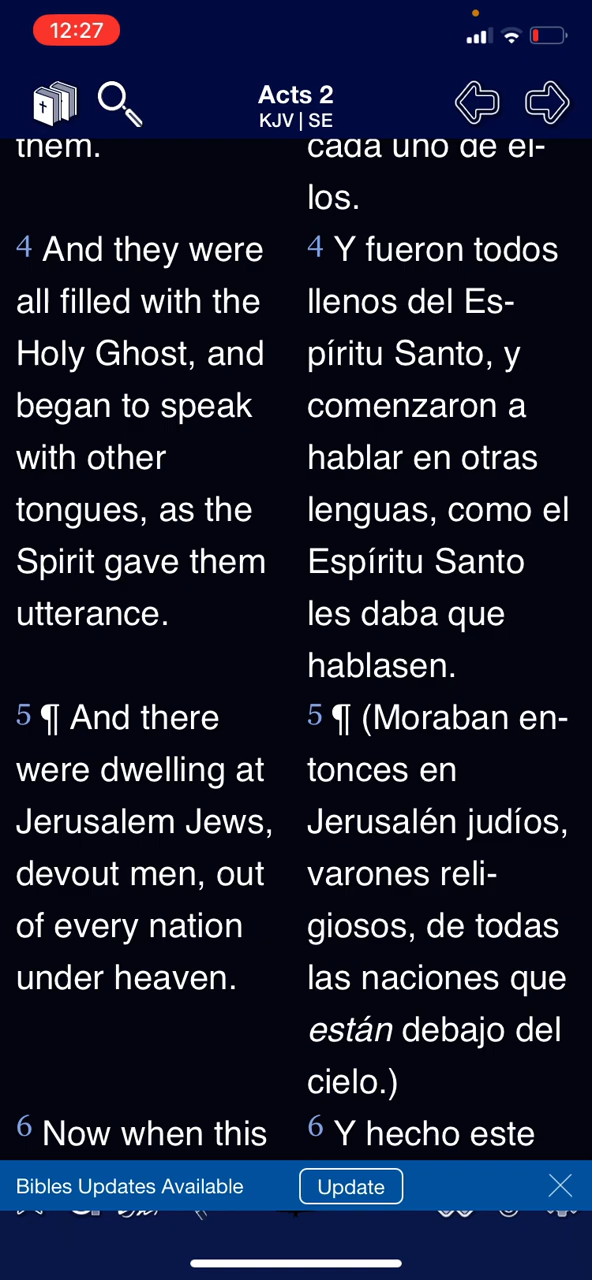 12:27
Acts 2
KJV | SE
them.
4 And they were
all filled with the
Holy Ghost, and
began to speak
with other
tongues, as the
Spirit gave them
utterance.
5 ¶ And there
were dwelling at
Jerusalem Jews,
devout men, out
of every nation
under heaven.
6 Now when this
cada uno de el-
los.
4 Y fueron todos
llenos del Es-
píritu Santo, y
comenzaron a
hablar en otras
lenguas, como el
Espíritu Santo
les daba que
hablasen.
5 ¶ (Moraban en-
tonces en
Jerusalén judíos,
varones reli-
giosos, de todas
las naciones que
están debajo del
cielo.)
6 Y hecho este
Bibles Updates Available
Update